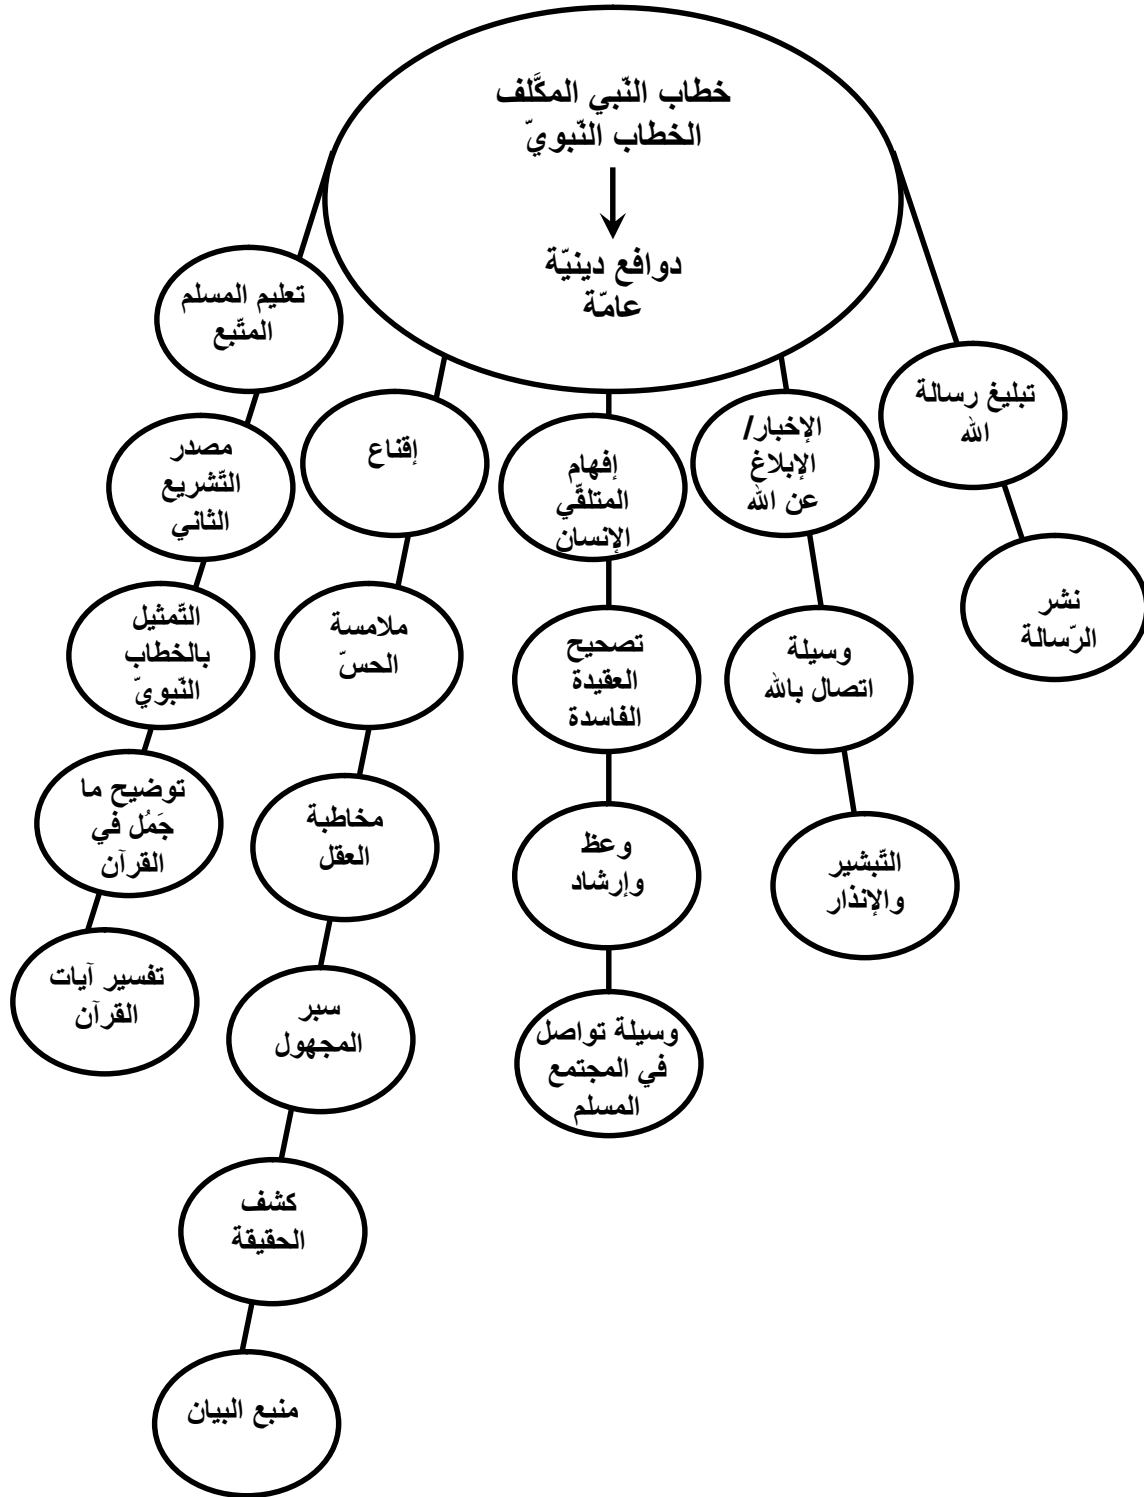 خطاب النّبي المكَّلف
الخطاب النّبويّ
دوافع دينيّة
عامّة
تبليغ رسالة
الله
نشر
الرّسالة
الإخبار/
الإبلاغ
عن الله
وسيلة
اتصال بالله
التّبشير
والإنذار
إفهام
المتلقّي
الإنسان
تصحيح
العقيدة
الفاسدة
وعظ
وإرشاد
وسيلة تواصل
في المجتمع
المسلم
إقناع
ملامسة
الحسّ
مخاطبة
العقل
سبر
المجهول
كشف
الحقيقة
منبع البيان
تعليم المسلم
المتّبع
مصدر
التّشريع
الثاني
التّمثيل
بالخطاب
النّبويّ
توضيح ما
جَمُل في
القرآن
تفسير آيات
القرآن